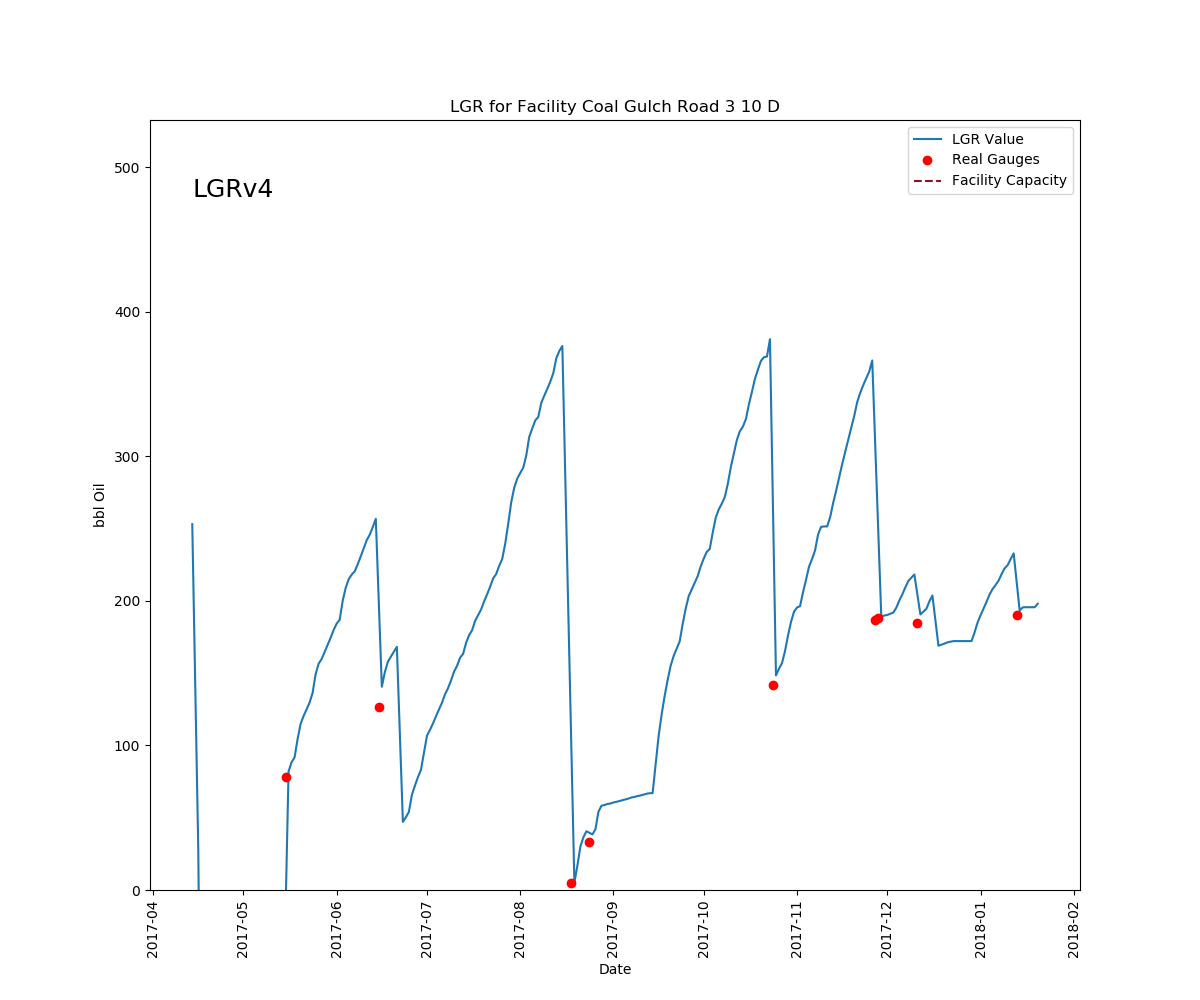 LGR for Facility Coal Gulch Road 3 10 D
LGRv4
LGR Value
Real Gauges
Facility Capacity
500
400
300
200
100
0
bbl Oil
2017-04
2017-05
2017-06
2017-07
2017-08
2017-09
2017-10
2017-11
2017-12
2018-01
2018-02
Date